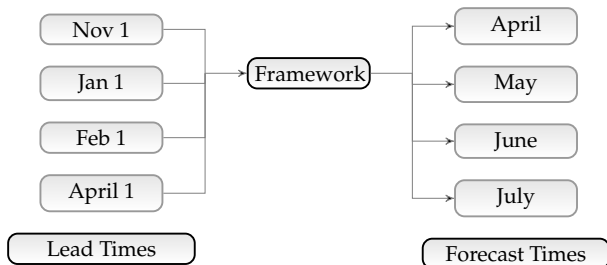 Nov 1
Jan 1
Feb 1
April 1
Lead Times
Framework
April
May
June
July
Forecast Times